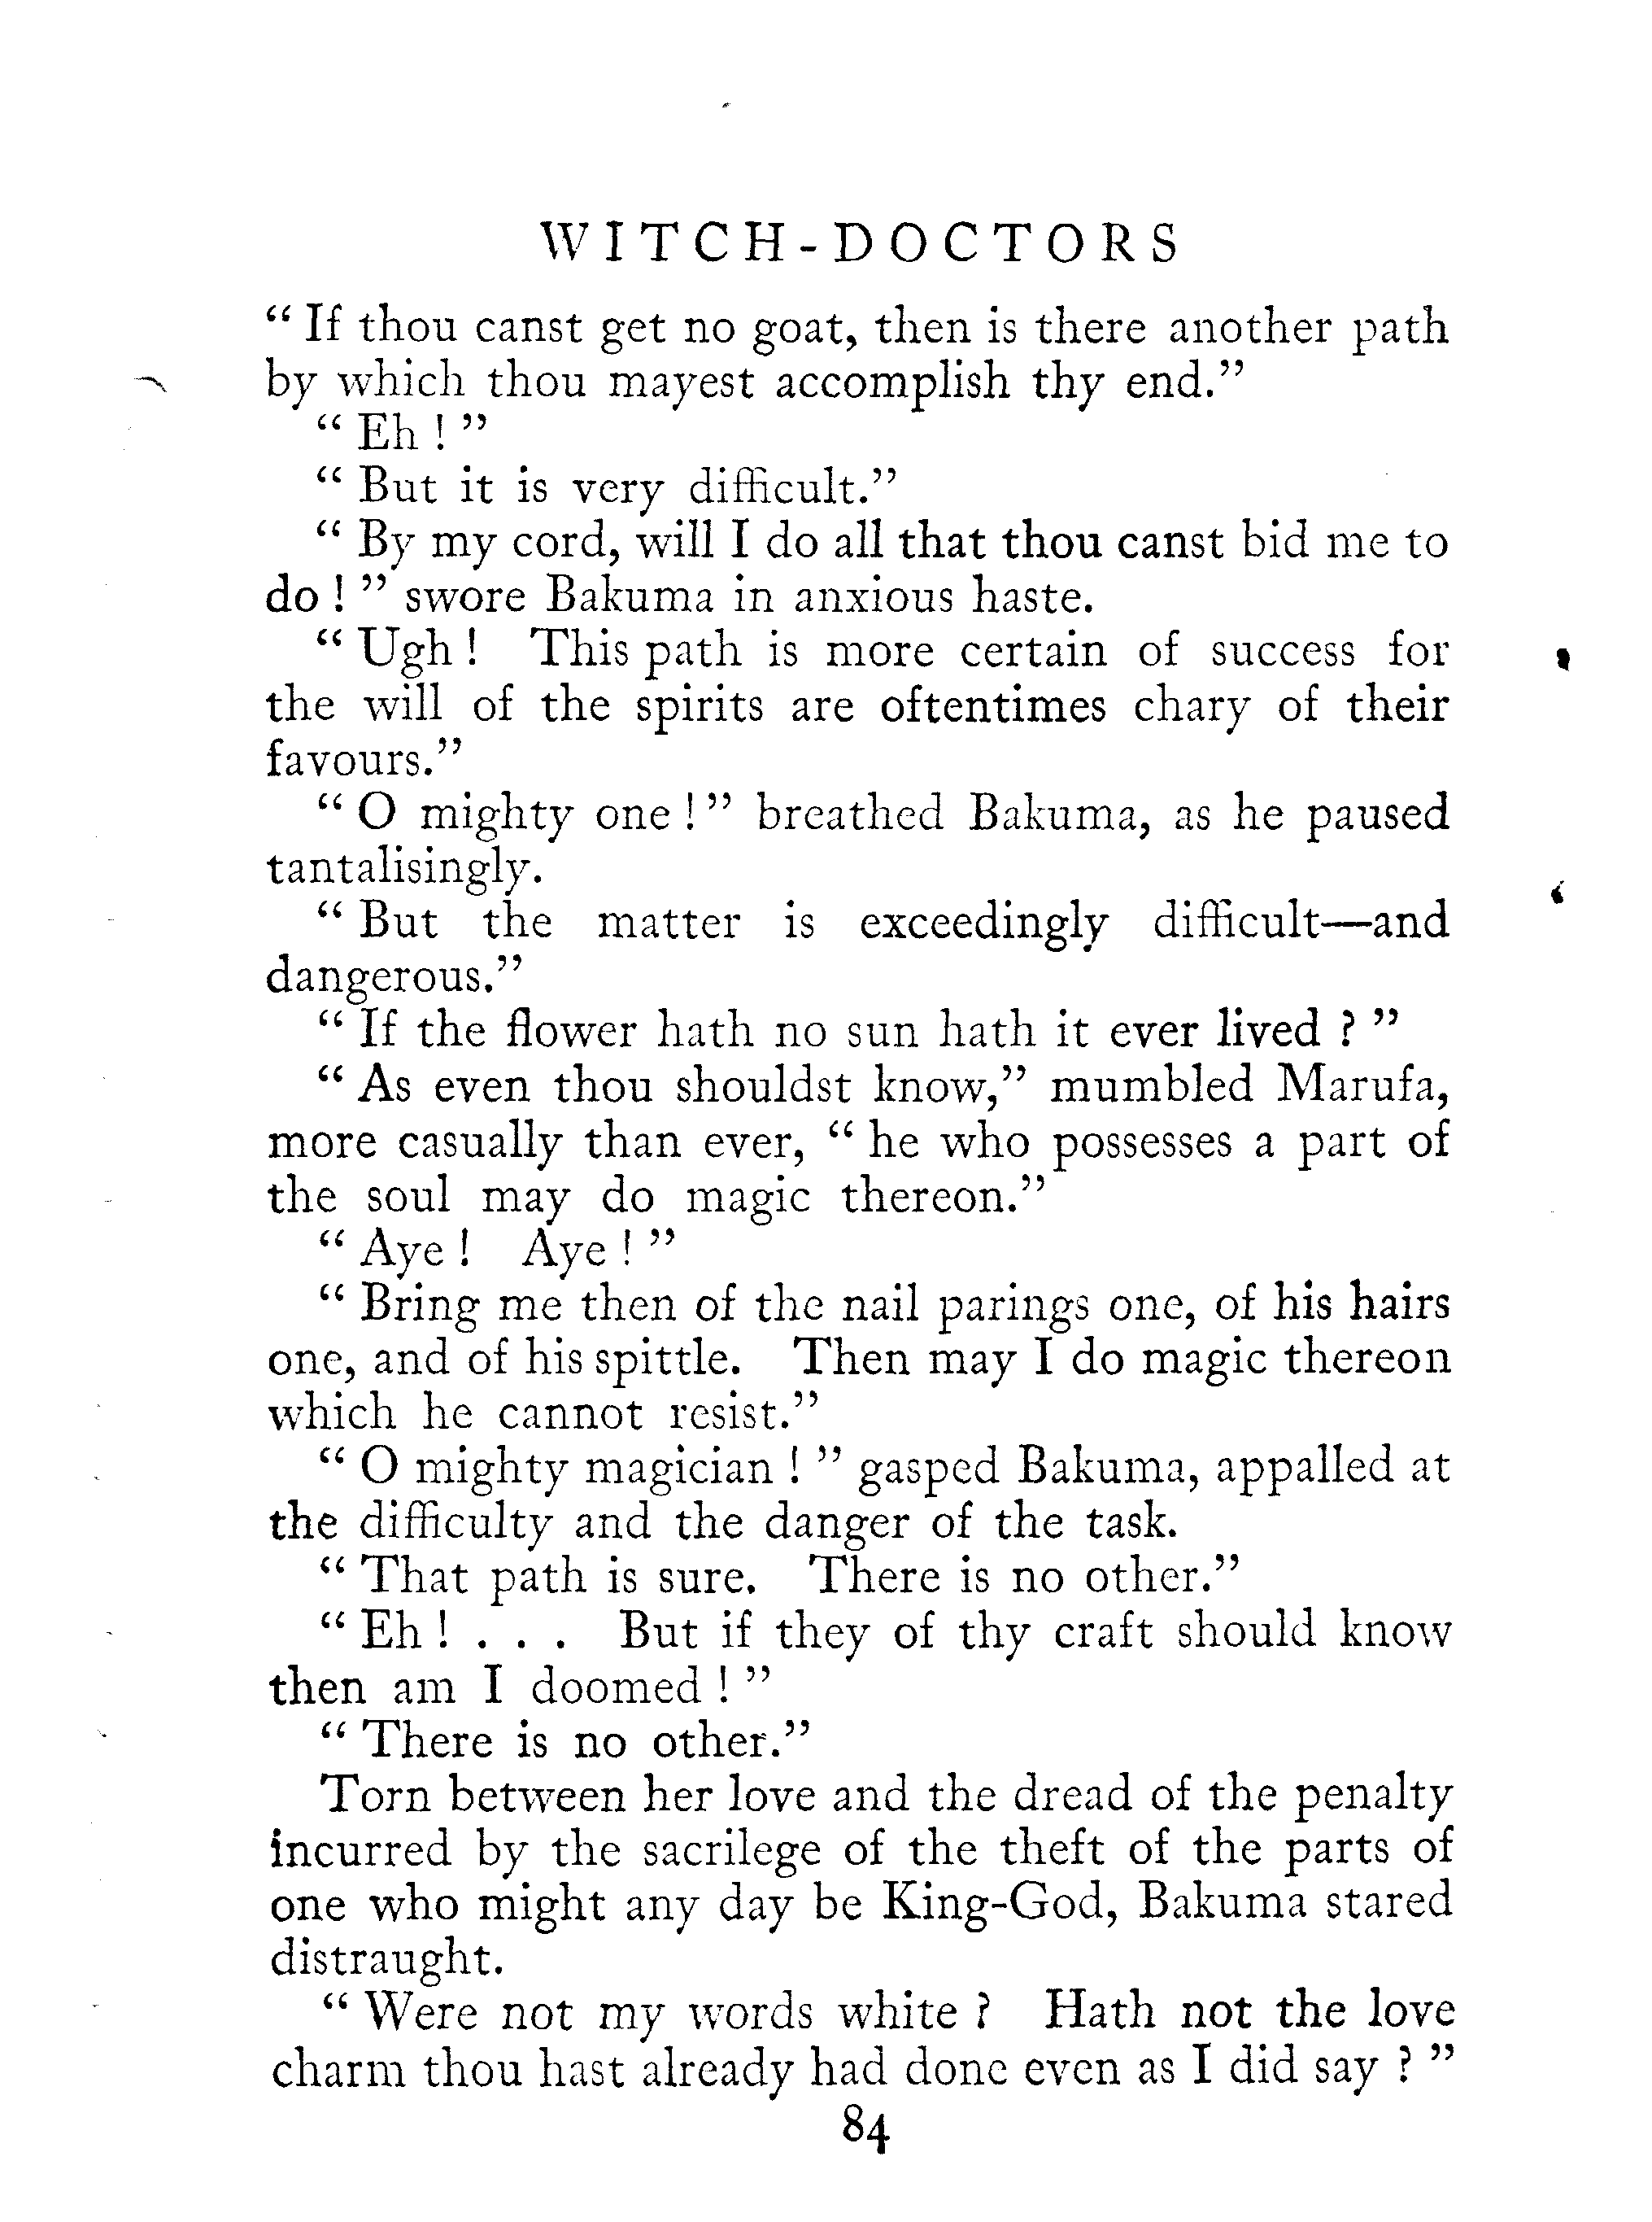 WITCH-DOCTORS
“ If thou canst get no goat, then is there another path
by which thou mayest accomplish thy end.”
“ Eh ! ”
“ But it is very difficult.”
“ By my cord, will I do all that thou canst bid me to
do ! ” swore Bakuma in anxious haste.
“ Ugh ! This path is more certain of success for
the will of the spirits are oftentimes chary of their
favours.”
“ O mighty one ! ” breathed Bakuma, as he paused
tantalisingly.
“ But the matter is exceedingly difficult—and
dangerous.”
“ If the flower hath no sun hath it ever lived ? ”
“ As even thou shouldst know,” mumbled Marufa,
more casually than ever, “ he who possesses a part of
the soul may do magic thereon.”
“ Aye ! Aye ! ”
“ Bring me then of the nail parings one, of his hairs
one, and of his spittle. Then may I do magic thereon
which he cannot resist.”
“ O mighty magician ! ” gasped Bakuma, appalled at
the difficulty and the danger of the task.
“ That path is sure. There is no other.”
“ Eh ! . . . But if they of thy craft should know
then am I doomed ! ”
“ There is no other.”
Torn between her love and the dread of the penalty
incurred by the sacrilege of the theft of the parts of
one who might any day be King-God, Bakuma stared
distraught.
“ Were not my words white ? Hath not the love
charm thou hast already had done even as I did say ? ”
84